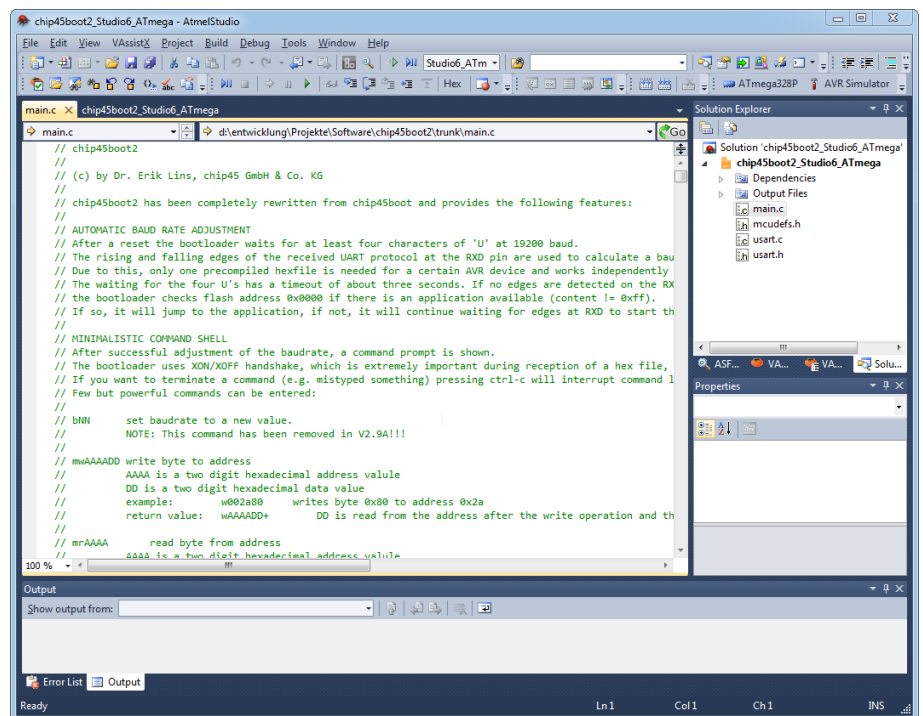 chip45boot2_Studio6_ATmega - AtmelStudio
File Edit View VAssistX Project Build Debug Tools Window Help
Studio6_ATm
Hex ATmega328P AVR Simulator
main.c chip45boot2_Studio6_ATmega
main.c d:\entwicklung\Projekte\Software\chip45boot2\trunk\main.c Go
// chip45boot2
//
// (c) by Dr. Erik Lins, chip45 GmbH & Co. KG
//
// chip45boot2 has been completely rewritten from chip45boot and provides the following features:
//
// AUTOMATIC BAUD RATE ADJUSTMENT
// After a reset the bootloader waits for at least four characters of 'U' at 19200 baud.
// The rising and falling edges of the received UART protocol at the RXD pin are used to calculate a bau
// Due to this, only one precompiled hexfile is needed for a certain AVR device and works independently
// The waiting for the four U's has a timeout of about three seconds. If no edges are detected on the RX
// the bootloader checks flash address 0x0000 if there is an application available (content != 0xff).
// If so, it will jump to the application, if not, it will continue waiting for edges at RXD to start th
//
// MINIMALISTIC COMMAND SHELL
// After successful adjustment of the baudrate, a command prompt is shown.
// The bootloader uses XON/XOFF handshake, which is extremely important during reception of a hex file,
// If you want to terminate a command (e.g. mistyped something) pressing ctrl-c will interrupt command l
// Few but powerful commands can be entered:
//
// bNN set baudrate to a new value.
// NOTE: This command has been removed in V2.9A!!!
//
// mwAAAADD write byte to address
// AAAA is a two digit hexadecimal address valule
// DD is a two digit hexadecimal data value
// example: w002a80 writes byte 0x80 to address 0x2a
// return value: wAAAADD+ DD is read from the address after the write operation and th
//
// mrAAAA read byte from address
// AAAA is a two digit hexadecimal address valule
100 %
Solution Explorer
Solution 'chip45boot2_Studio6_ATmega'
chip45boot2_Studio6_ATmega
Dependencies
Output Files
main.c
mcudefs.h
usart.c
usart.h
ASF... VA... VA... Solu...
Properties
Output
Show output from:
Error List Output
Ready Ln 1 Col 1 Ch 1 INS